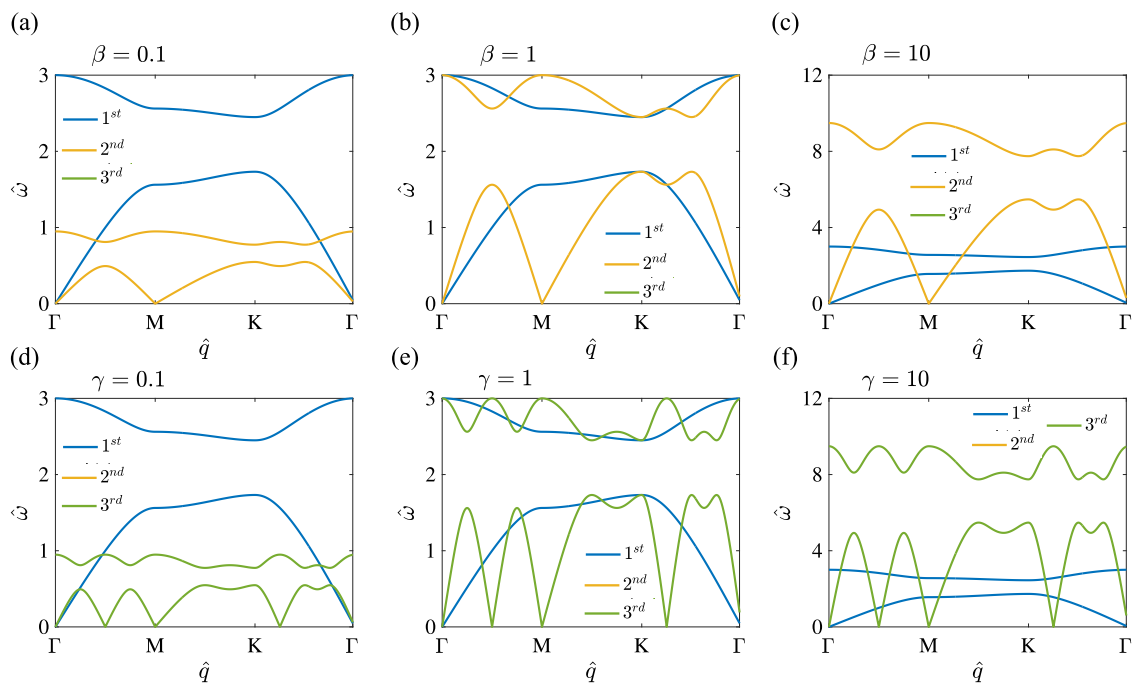 (a)
β = 0.1
3
2
1
0
ω̂
1st
2nd
3rd
Γ M K Γ
q̂
(b)
β = 1
3
2
1
0
ω̂
1st
2nd
3rd
Γ M K Γ
q̂
(c)
β = 10
12
8
4
0
ω̂
1st
2nd
3rd
Γ M K Γ
q̂
(d)
γ = 0.1
3
2
1
0
ω̂
1st
2nd
3rd
Γ M K Γ
q̂
(e)
γ = 1
3
2
1
0
ω̂
1st
2nd
3rd
Γ M K Γ
q̂
(f)
γ = 10
12
8
4
0
ω̂
1st
2nd
3rd
Γ M K Γ
q̂